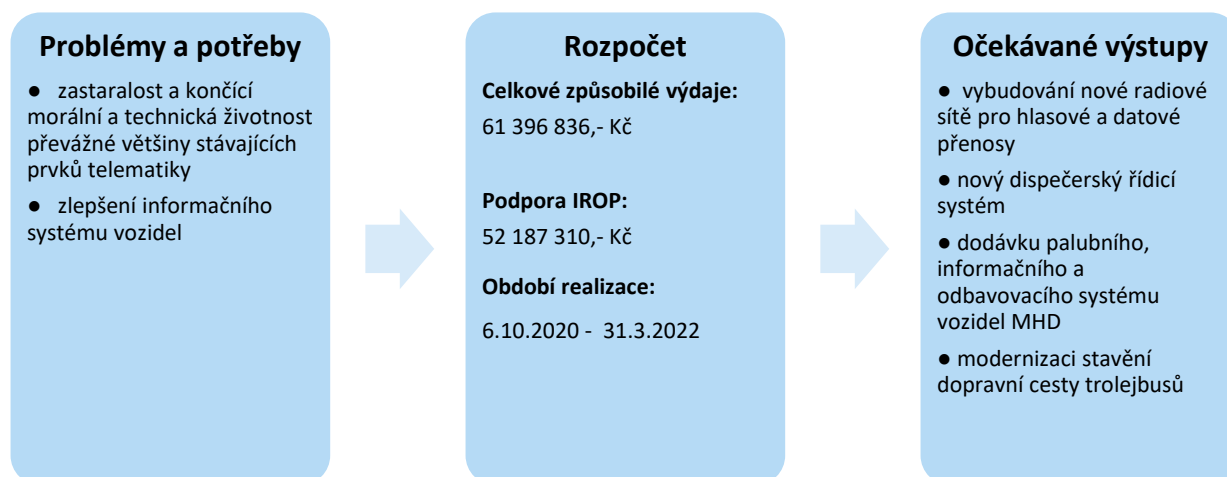 Problémy a potřeby
● zastaralost a končící
morální a technická životnost
převážné většiny stávajících
prvků telematiky
● zlepšení informačního
systému vozidel
Rozpočet
Celkové způsobilé výdaje:
61 396 836,- Kč
Podpora IROP:
52 187 310,- Kč
Období realizace:
6.10.2020 - 31.3.2022
Očekávané výstupy
● vybudování nové radiové
sítě pro hlasové a datové
přenosy
● nový dispečerský řídicí
systém
● dodávku palubního,
informačního a
odbavovacího systému
vozidel MHD
● modernizaci stavění
dopravní cesty trolejbusů